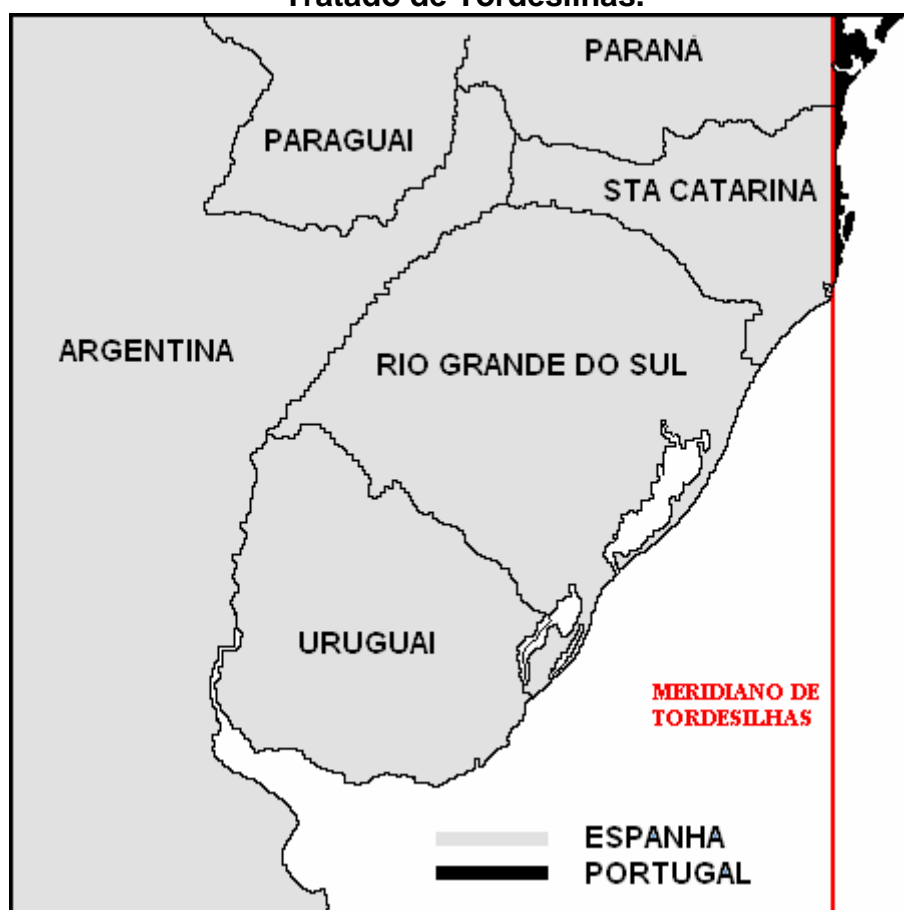 Tratado de Tordesilhas.
PARANÁ
PARAGUAI
STA CATARINA
ARGENTINA
RIO GRANDE DO SUL
URUGUAI
MERIDIANO DE
TORDESILHAS
ESPANHA
PORTUGAL